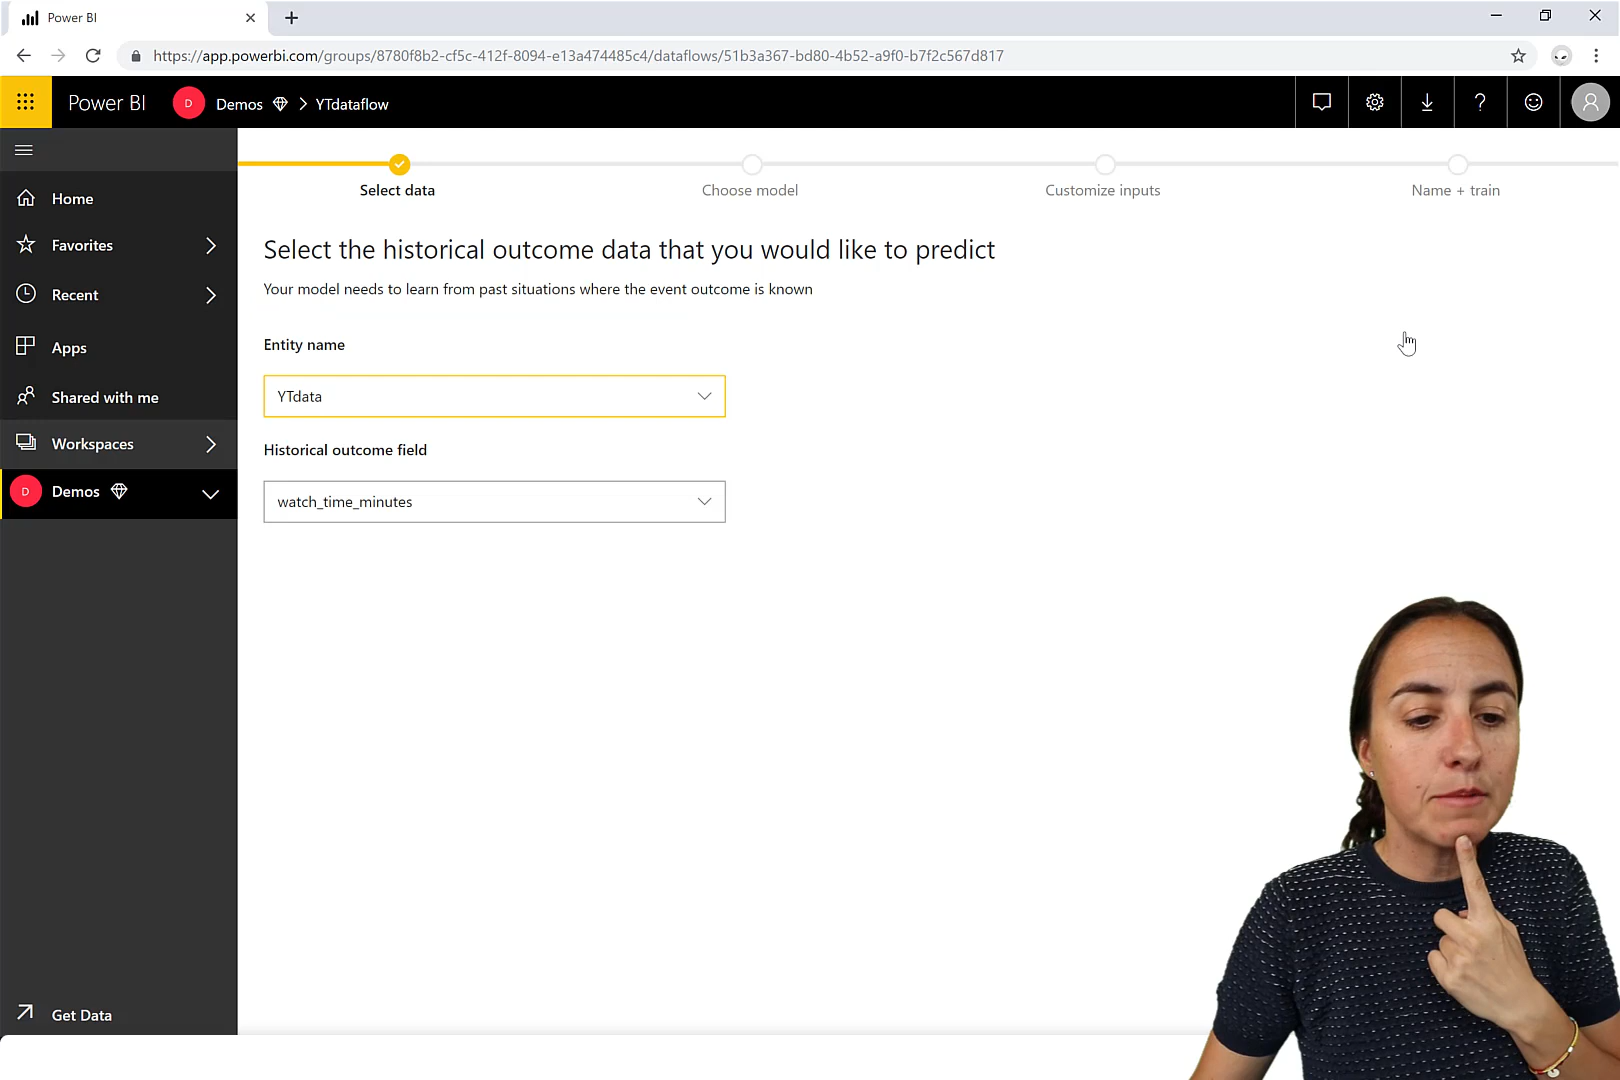 Power BI
https://app.powerbi.com/groups/8780f8b2-cf5c-412f-8094-e13a474485c4/dataflows/51b3a367-bd80-4b52-a9f0-b7f2c567d817
Power BI D Demos YTdataflow
Select data Choose model Customize inputs Name + train
Home
Favorites
Recent
Apps
Shared with me
Workspaces
D Demos
Get Data
Select the historical outcome data that you would like to predict
Your model needs to learn from past situations where the event outcome is known
Entity name
YTdata
Historical outcome field
watch_time_minutes